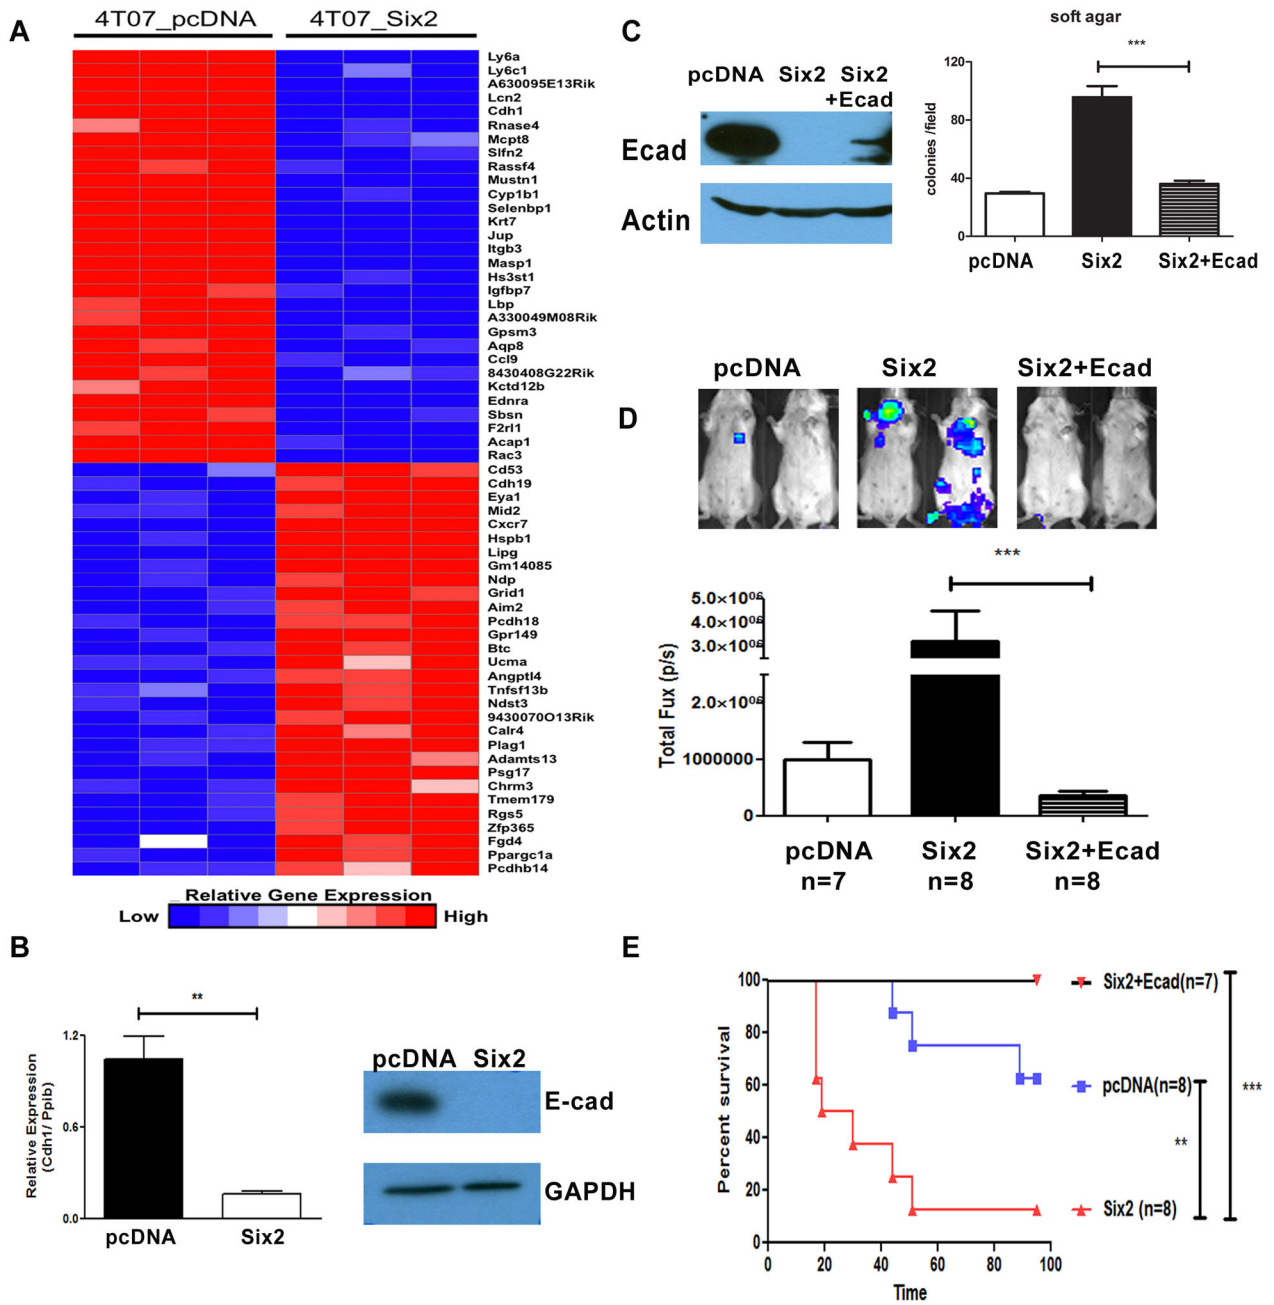 A
4T07_pcDNA 4T07_Six2
Ly6a
Ly6c1
A630095E13Rik
Lcn2
Cdh1
Rnase4
Mcpt8
Slfn2
Rassf4
Mustn1
Cyp1b1
Selenbp1
Krt7
Jup
Itgb3
Masp1
Hs3st1
Igfbp7
Lbp
A330049M08Rik
Gpsm3
Aqp8
Ccl9
8430408G22Rik
Kctd12b
Ednra
Sbsn
F2rl1
Acap1
Rac3
Cd53
Cdh19
Eya1
Mid2
Cxcr7
Hspb1
Lipg
Gm14085
Ndp
Grid1
Aim2
Pcdh18
Gpr149
Btc
Ucma
Angptl4
Tnfsf13b
Ndst3
9430070O13Rik
Calr4
Plag1
Adamts13
Psg17
Chrm3
Tmem179
Rgs5
Zfp365
Fgd4
Ppargc1a
Pcdhb14
_ Relative Gene Expression
Low High
B
**
1.2
0.6
0.0
Relative Expression
(Cdh1/ Ppib)
pcDNA Six2
pcDNA Six2
E-cad
GAPDH
C
pcDNA Six2 Six2
+Ecad
Ecad
Actin
soft agar
***
120
80
40
0
colonies /field
pcDNA Six2 Six2+Ecad
D
pcDNA Six2 Six2+Ecad
***
5.0×10⁰⁶
4.0×10⁰⁶
3.0×10⁰⁶
2.0×10⁰⁶
1000000
0
Total Fux (p/s)
pcDNA Six2 Six2+Ecad
n=7 n=8 n=8
E
100
80
60
40
20
0
Percent survival
0 20 40 60 80 100
Time
Six2+Ecad(n=7)
pcDNA(n=8)
Six2 (n=8)
**
***